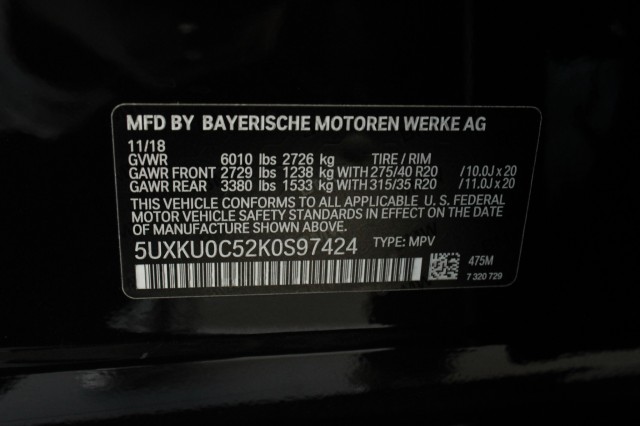 MFD BY BAYERISCHE MOTOREN WERKE AG
11/18
GVWR 6010 lbs 2726 kg TIRE / RIM
GAWR FRONT 2729 lbs 1238 kg WITH 275/40 R20 /10.0J x 20
GAWR REAR 3380 lbs 1533 kg WITH 315/35 R20 /11.0J x 20
THIS VEHICLE CONFORMS TO ALL APPLICABLE U. S. FEDERAL
MOTOR VEHICLE SAFETY STANDARDS IN EFFECT ON THE
DATE OF MANUFACTURE SHOWN ABOVE.
5UXKU0C52K0S97424 TYPE: MPV
475M
7 320 729